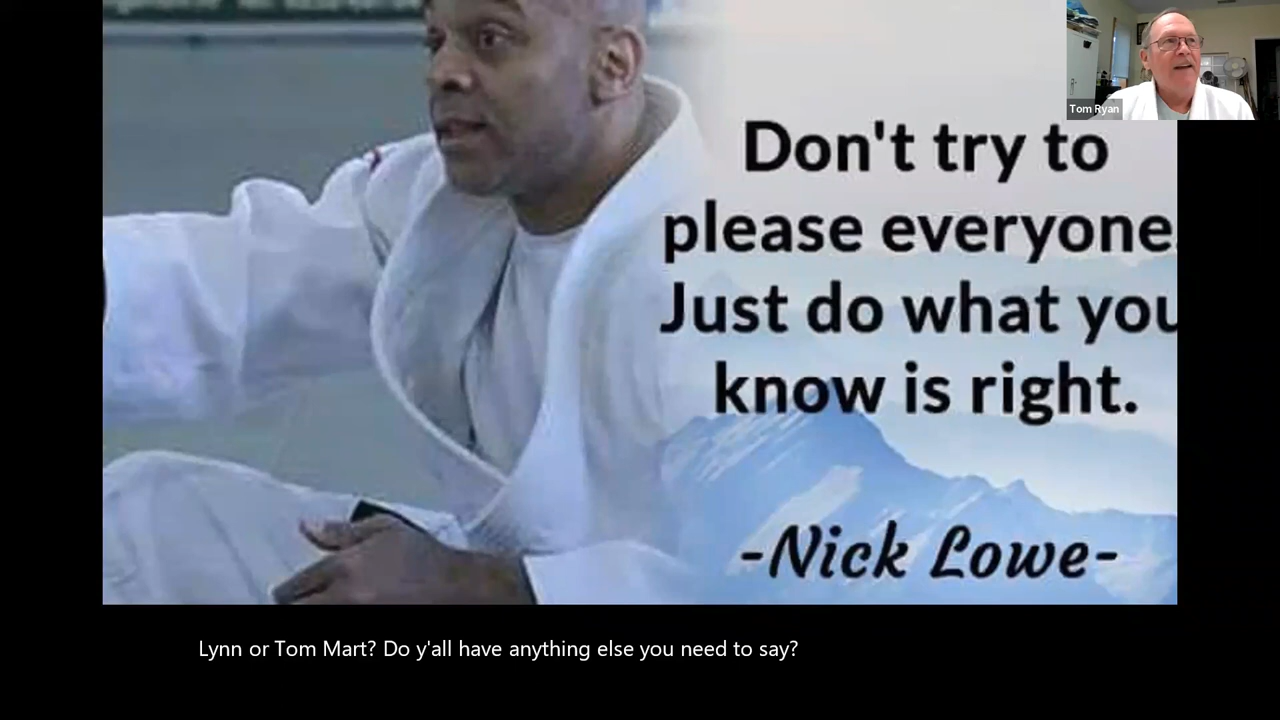 Tom Ryan
Don't try to
please everyone.
Just do what you
know is right.
-Nick Lowe-
Lynn or Tom Mart? Do y'all have anything else you need to say?